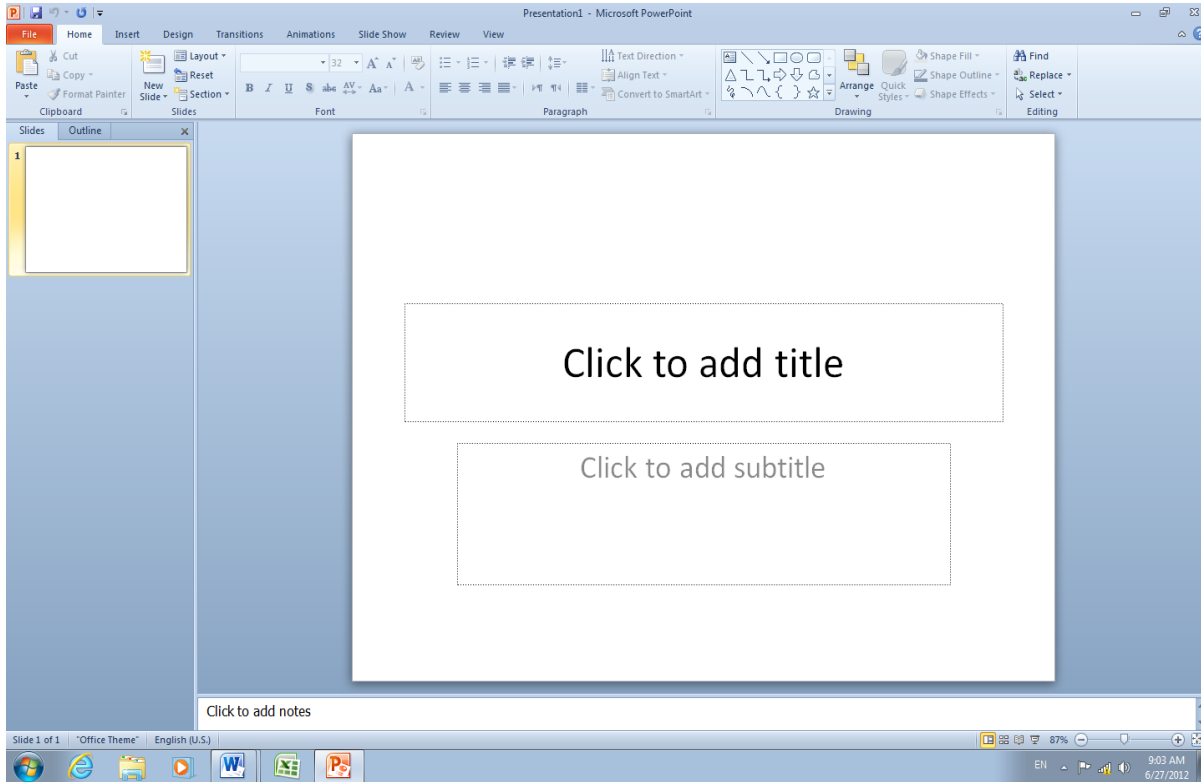 Presentation1 - Microsoft PowerPoint
File Home Insert Design Transitions Animations Slide Show Review View
Paste
Cut
Copy
Format Painter
Clipboard
New Slide
Layout
Reset
Section
Slides
32
B I U S abc AV Aa A
Font
Text Direction
Align Text
Convert to SmartArt
Paragraph
Arrange
Quick Styles
Shape Fill
Shape Outline
Shape Effects
Drawing
Find
Replace
Select
Editing
Slides Outline
1
Click to add title
Click to add subtitle
Click to add notes
Slide 1 of 1 "Office Theme" English (U.S.) 87%
EN 9:03 AM
6/27/2012